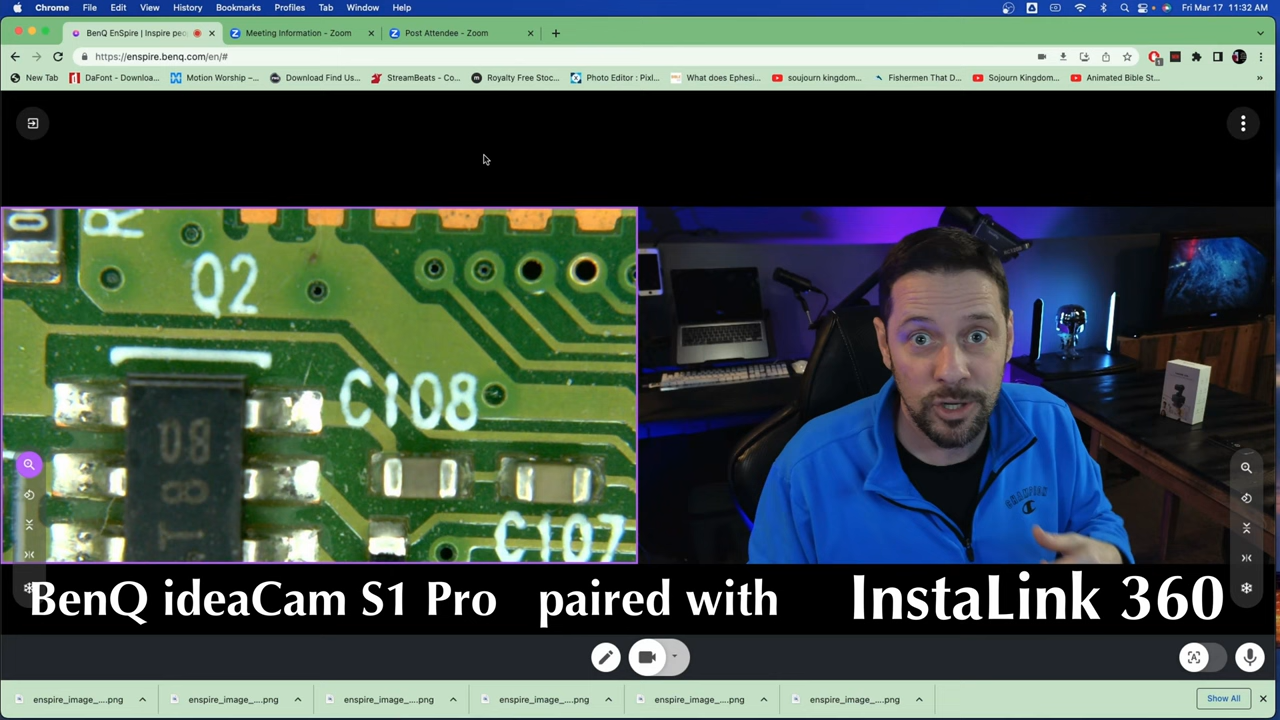 Chrome File Edit View History Bookmarks Profiles Tab Window Help Fri Mar 17 11:32 AM
BenQ EnSpire | Inspire peo Meeting Information - Zoom Post Attendee - Zoom
https://enspire.benq.com/en/#
New Tab DaFont - Downloa... Motion Worship –... Download Find Us... StreamBeats - Co... Royalty Free Stoc... Photo Editor : Pixl... What does Ephesi... soujourn kingdom... Fishermen That D... Sojourn Kingdom... Animated Bible St...
R
Q2
C108
08
8
T
C107
CHAMPION
BenQ ideaCam S1 Pro paired with InstaLink 360
A
enspire_image_....png enspire_image_....png enspire_image_....png enspire_image_....png enspire_image_....png enspire_image_....png Show All